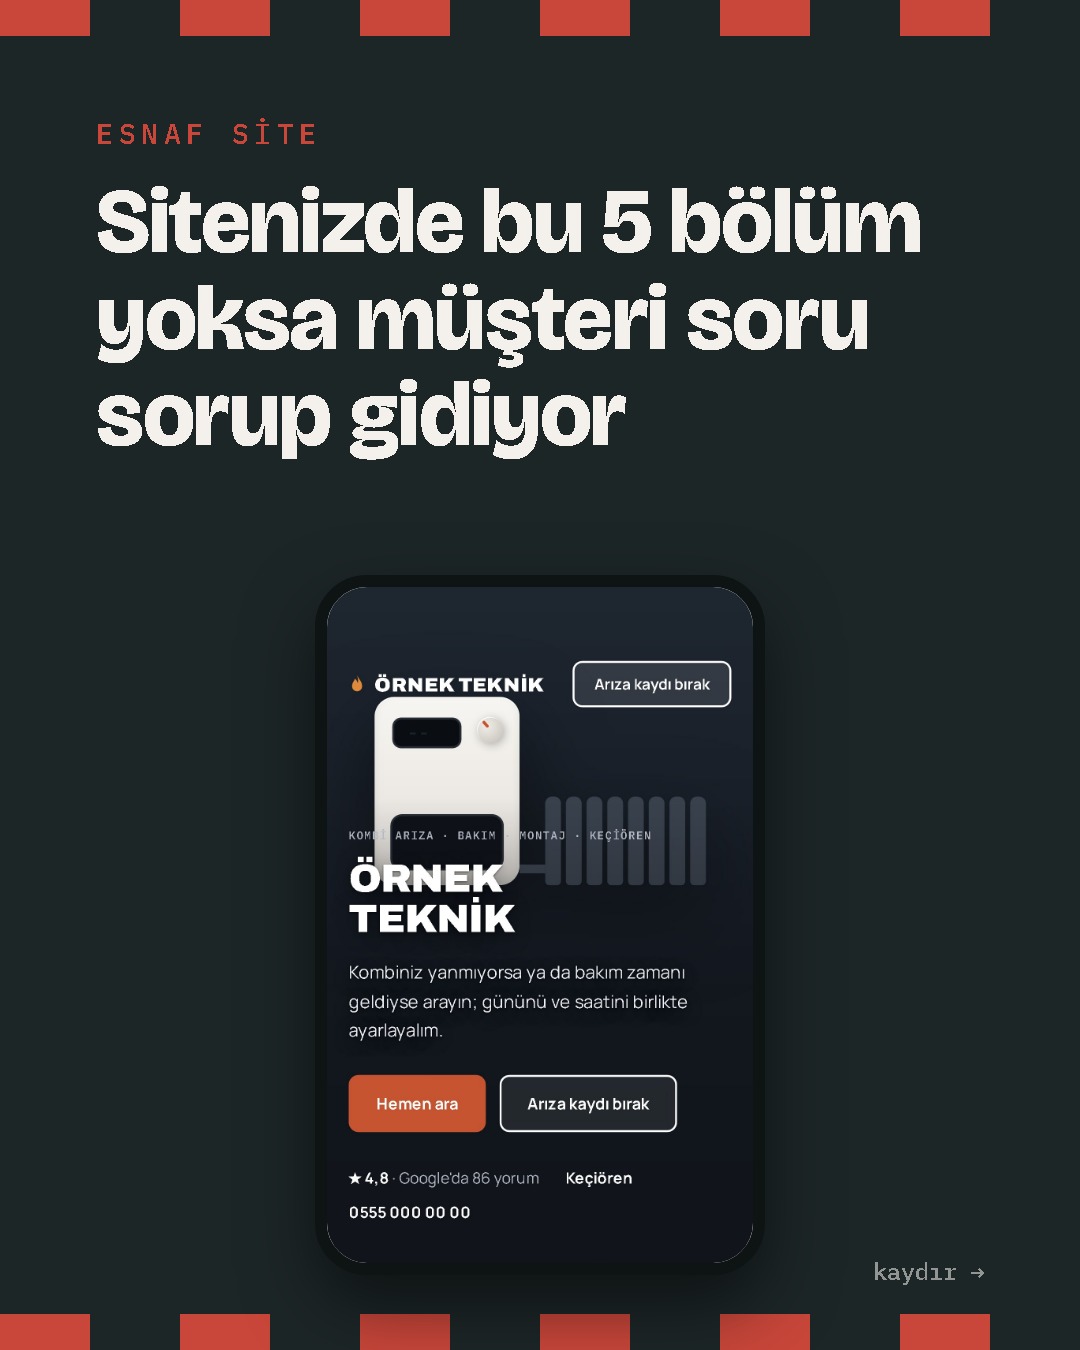 ESNAF SİTE
Sitenizde bu 5 bölüm
yoksa müşteri soru
sorup gidiyor
ÖRNEK TEKNİK
Arıza kaydı bırak
KOMBİ ARIZA · BAKIM · MONTAJ · KEÇİÖREN
ÖRNEK
TEKNİK
Kombiniz yanmıyorsa ya da bakım zamanı
geldiyse arayın; gününü ve saatini birlikte
ayarlayalım.
Hemen ara
Arıza kaydı bırak
★ 4,8 · Google'da 86 yorum Keçiören
0555 000 00 00
kaydır →